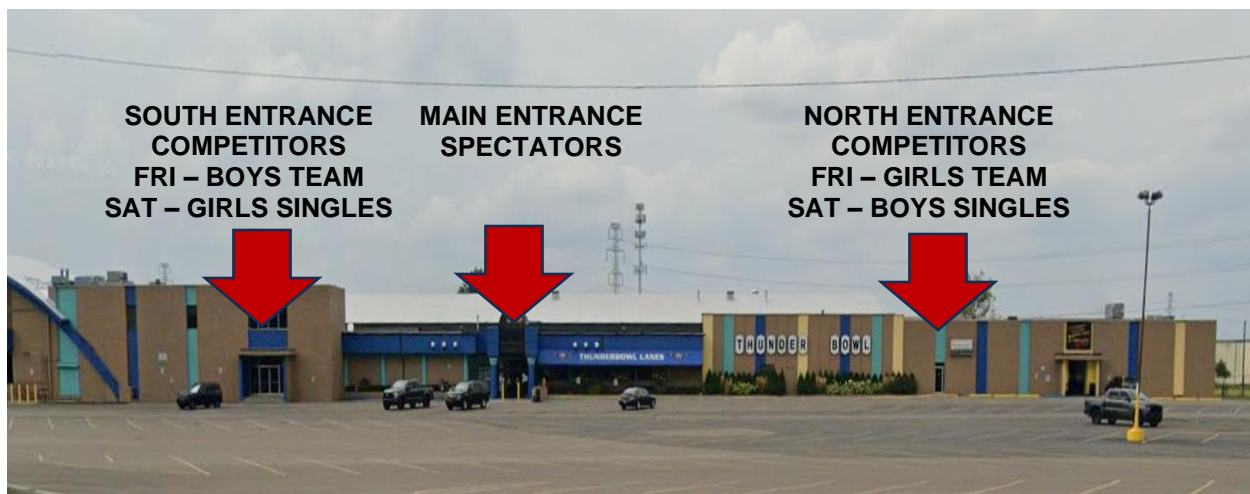 SOUTH ENTRANCE
COMPETITORS
FRI – BOYS TEAM
SAT – GIRLS SINGLES
MAIN ENTRANCE
SPECTATORS
NORTH ENTRANCE
COMPETITORS
FRI – GIRLS TEAM
SAT – BOYS SINGLES
THUNDERBOWL LANES
THUNDER BOWL